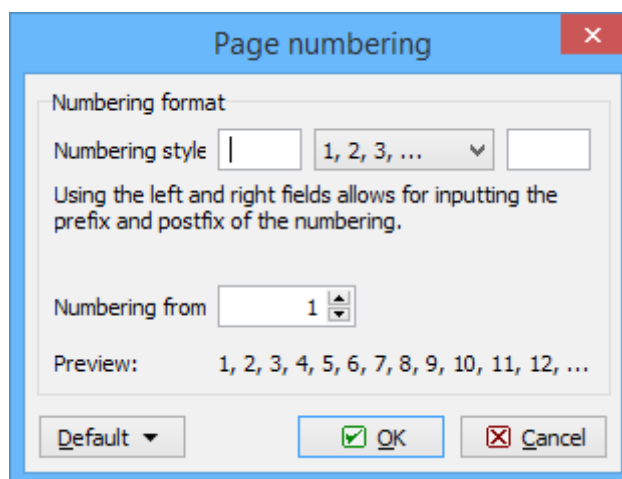 Page numbering
Numbering format
Numbering style 1, 2, 3, ...
Using the left and right fields allows for inputting the
prefix and postfix of the numbering.
Numbering from 1
Preview: 1, 2, 3, 4, 5, 6, 7, 8, 9, 10, 11, 12, ...
Default OK Cancel